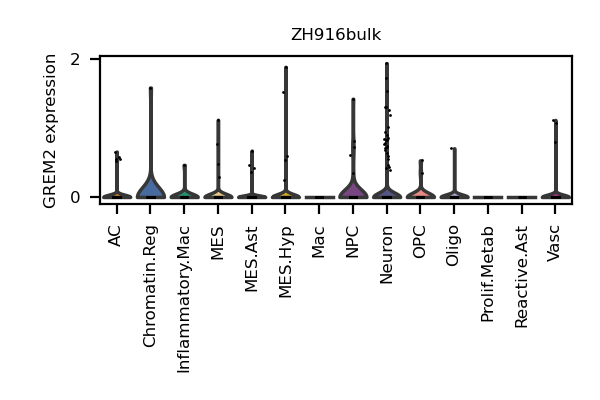 ZH916bulk
GREM2 expression
2
0
AC
Chromatin.Reg
Inflammatory.Mac
MES
MES.Ast
MES.Hyp
Mac
NPC
Neuron
OPC
Oligo
Prolif.Metab
Reactive.Ast
Vasc